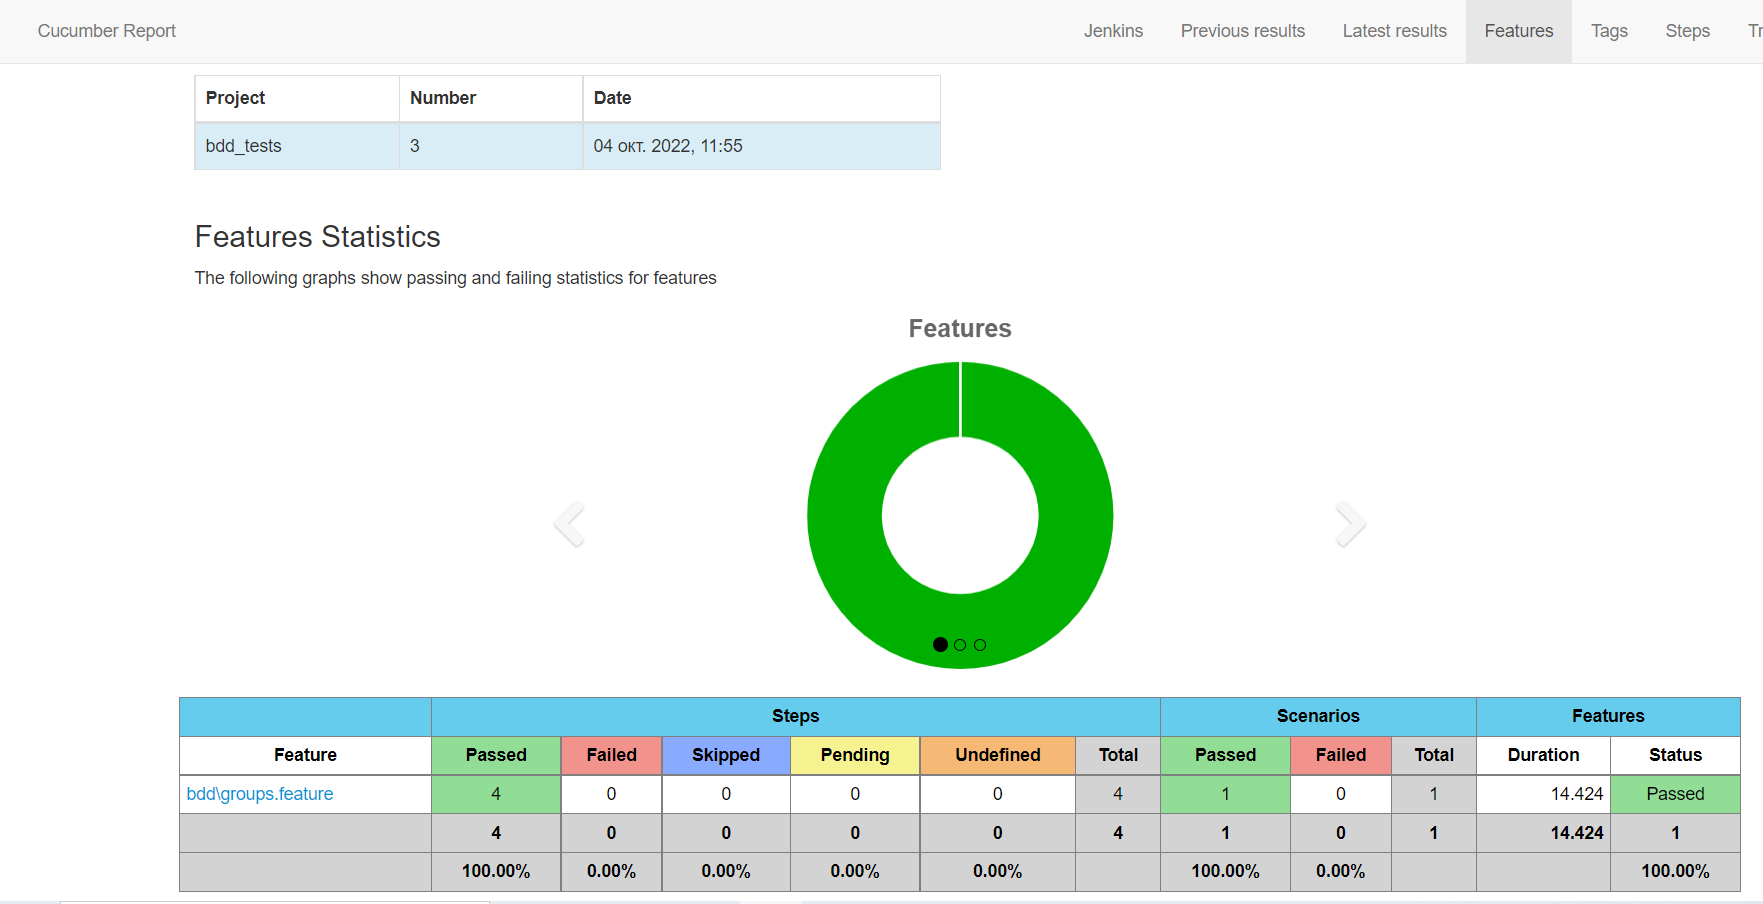 Cucumber Report Jenkins Previous results Latest results Features Tags Steps Tr
Project Number Date
bdd_tests 3 04 окт. 2022, 11:55
Features Statistics
The following graphs show passing and failing statistics for features
Features
Steps Scenarios Features
Feature Passed Failed Skipped Pending Undefined Total Passed Failed Total Duration Status
bdd\groups.feature 4 0 0 0 0 4 1 0 1 14.424 Passed
4 0 0 0 0 4 1 0 1 14.424 1
100.00% 0.00% 0.00% 0.00% 0.00% 100.00% 0.00% 100.00%